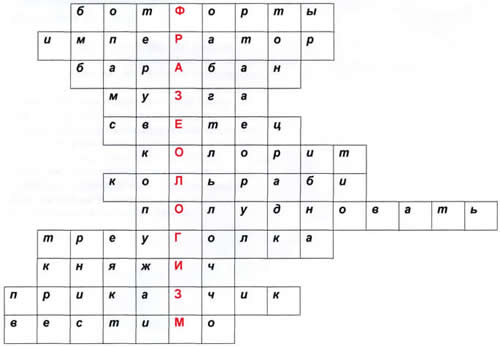 ботФорты
импеРатор
барАбан
муЗга
свЕтец
кОлорит
коЛьраби
пОлудновать
треуГолка
княжИч
прикаЗчик
вестиМо